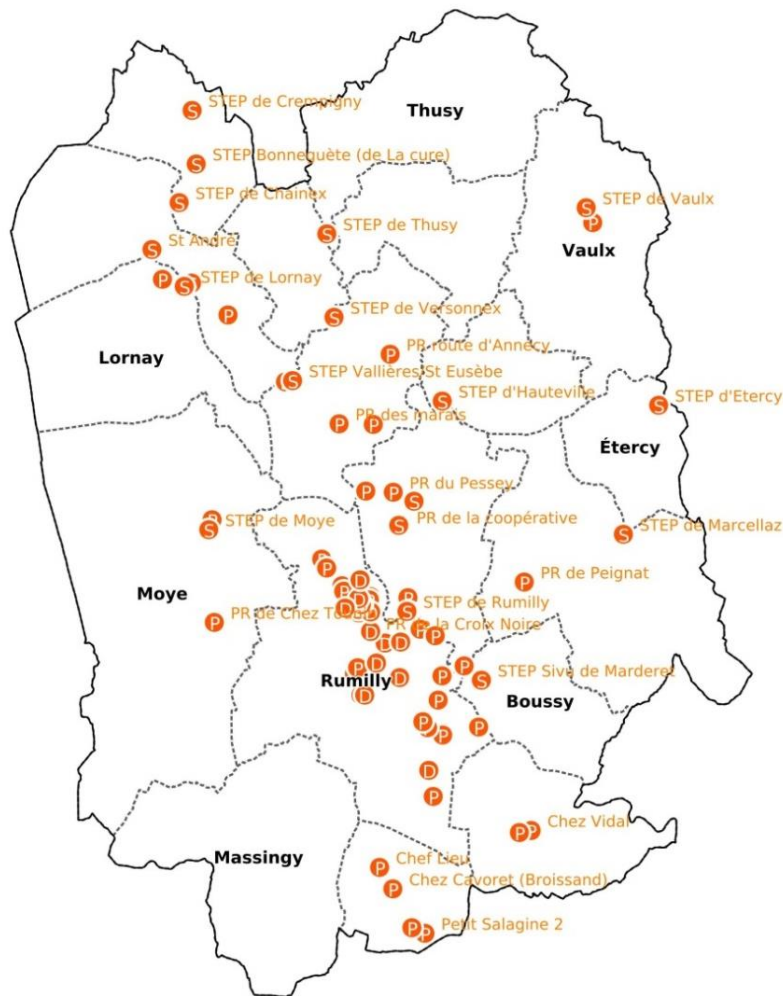 STEP de Crempigny
Thusy
STEP Bonneguète (de La cure)
STEP de Chainex
STEP de Vaulx
STEP de Thusy
St André
Vaulx
STEP de Lornay
STEP de Versonnex
Lornay
PR route d'Annecy
STEP Vallières/St Eusèbe
STEP d'Hauteville
STEP d'Etercy
PR des marais
Étercy
PR du Pessey
STEP de Moye
PR de la coopérative
STEP de Marcellaz
PR de Peignat
Moye
STEP de Rumilly
PR de Chez
PR de la Croix Noire
STEP Sive de Marderet
Rumilly
Boussy
Chez Vidal
Massingy
Chef Lieu
Chez Cavoret (Broissand)
Petit Salagine 2